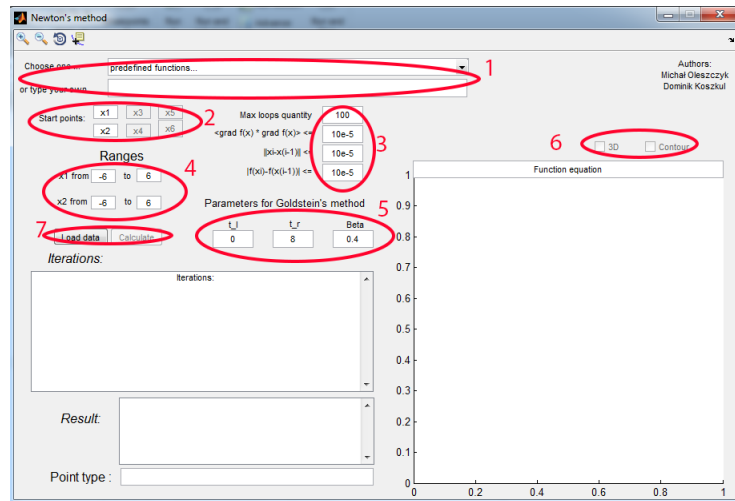 Newton's method
Choose one ...
predefined functions...
1
Authors:
Michał Oleszczyk
Dominik Koszkul
or type your own
Start points:
x1 x3 x5
x2 x4 x6
2
Max loops quantity 100
<grad f(x) * grad f(x)> <= 10e-5
||xi-x(i-1)|| <= 10e-5
|f(xi)-f(x(i-1)| <= 10e-5
3
6
3D
Contour
Ranges
4
x1 from -6 to 6
x2 from -6 to 6
Function equation
Parameters for Goldstein's method
5
t_l t_r Beta
0 8 0.4
7
Load data Calculate
Iterations:
Iterations:
Result:
Point type :
1
0.9
0.8
0.7
0.6
0.5
0.4
0.3
0.2
0.1
0
0 0.2 0.4 0.6 0.8 1